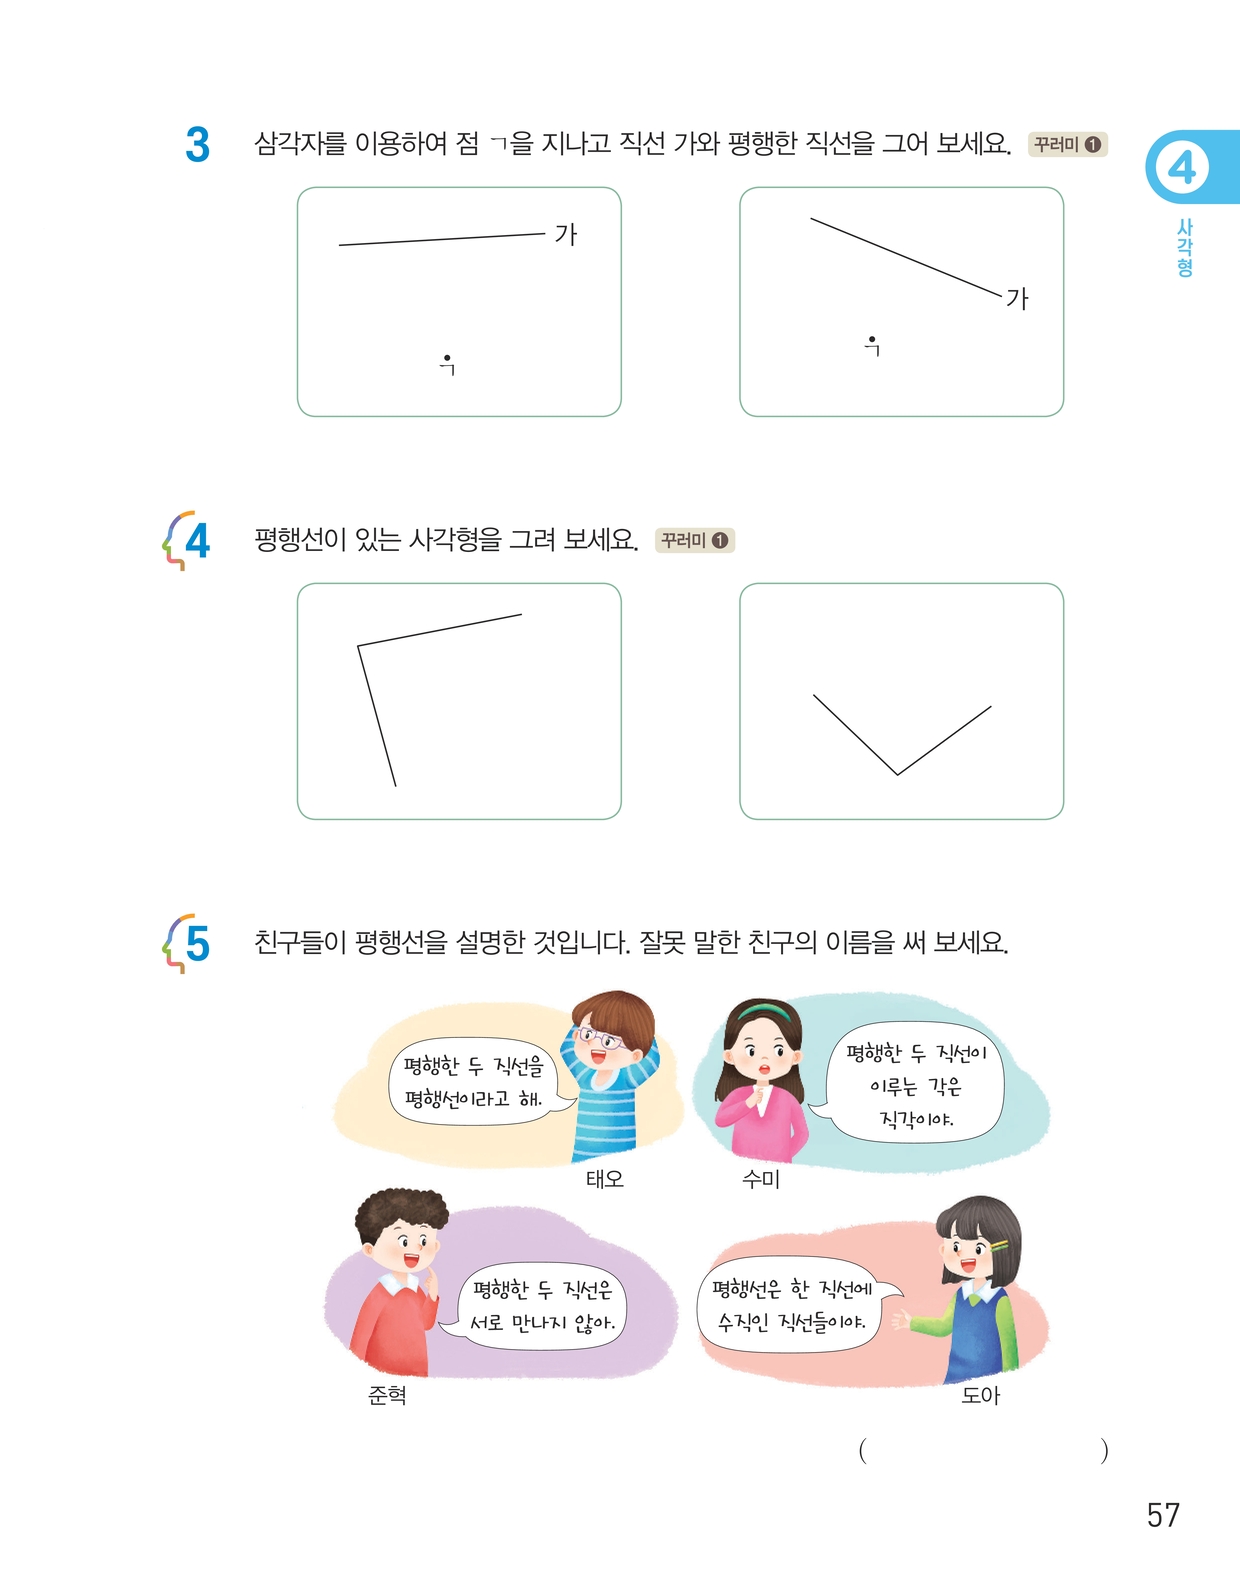 3 삼각자를 이용하여 점 ㄱ을 지나고 직선 가와 평행한 직선을 그어 보세요. 꾸러미 ❶
가
ㄱ
가
ㄱ
4
사각형
4 평행선이 있는 사각형을 그려 보세요. 꾸러미 ❶
5 친구들이 평행선을 설명한 것입니다. 잘못 말한 친구의 이름을 써 보세요.
평행한 두 직선을
평행선이라고 해.
태오
평행한 두 직선이
이루는 각은
직각이야.
수미
평행한 두 직선은
서로 만나지 않아.
준혁
평행선은 한 직선에
수직인 직선들이야.
도아
( )
57